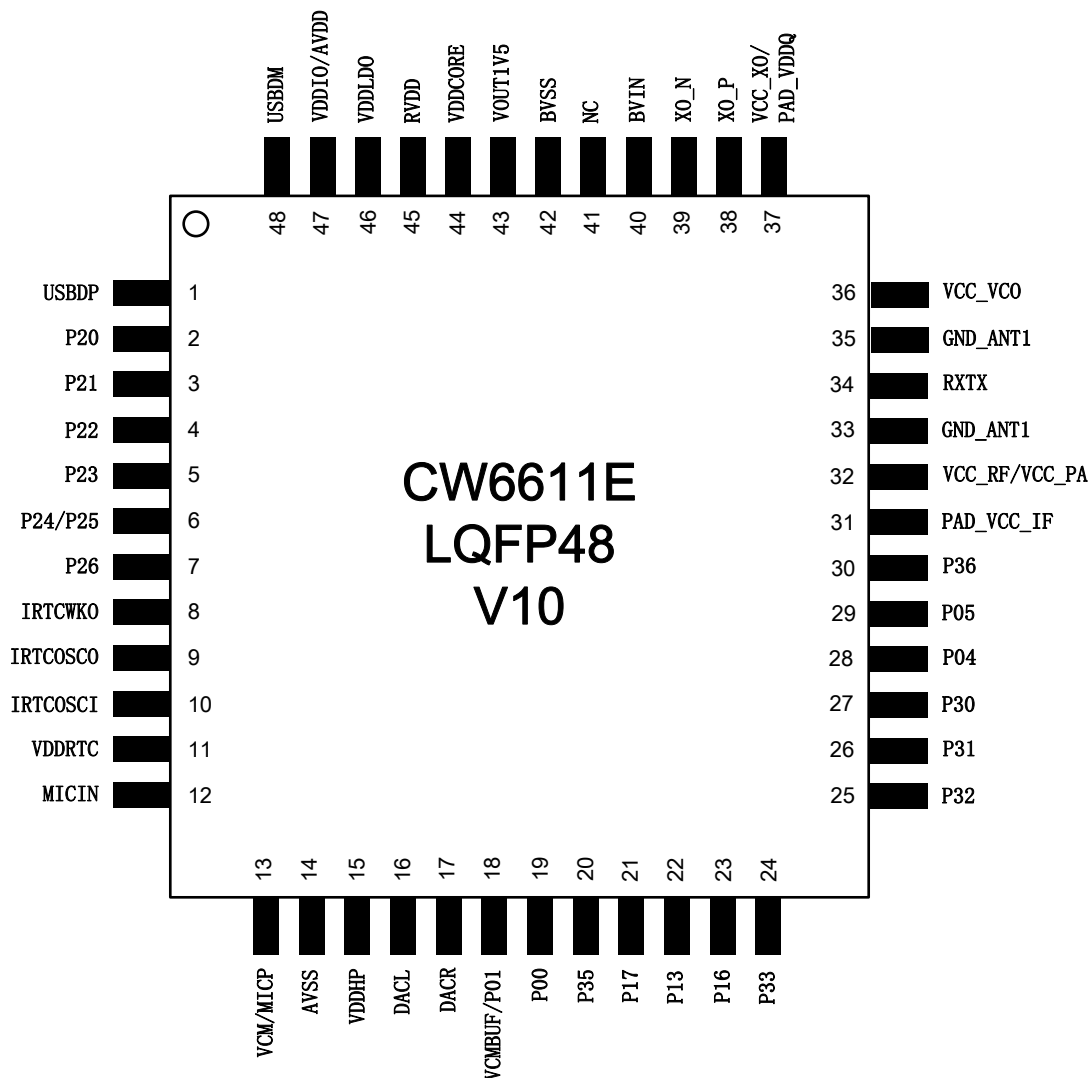 USBDM
VDDIO/AVDD
VDDLDO
RVDD
VDDCORE
VOUT1V5
BVSS
NC
BVIN
XO_N
XO_P
VCC_XO/
PAD_VDDQ
48
47
46
45
44
43
42
41
40
39
38
37
USBDP 1
P20 2
P21 3
P22 4
P23 5
P24/P25 6
P26 7
IRTCWKO 8
IRTCOSCO 9
IRTCOSCI 10
VDDRTC 11
MICIN 12
CW6611E
LQFP48
V10
36 VCC_VCO
35 GND_ANT1
34 RXTX
33 GND_ANT1
32 VCC_RF/VCC_PA
31 PAD_VCC_IF
30 P36
29 P05
28 P04
27 P30
26 P31
25 P32
13
14
15
16
17
18
19
20
21
22
23
24
VCM/MICP
AVSS
VDDHP
DACL
DACR
VCMBUF/P01
P00
P35
P17
P13
P16
P33